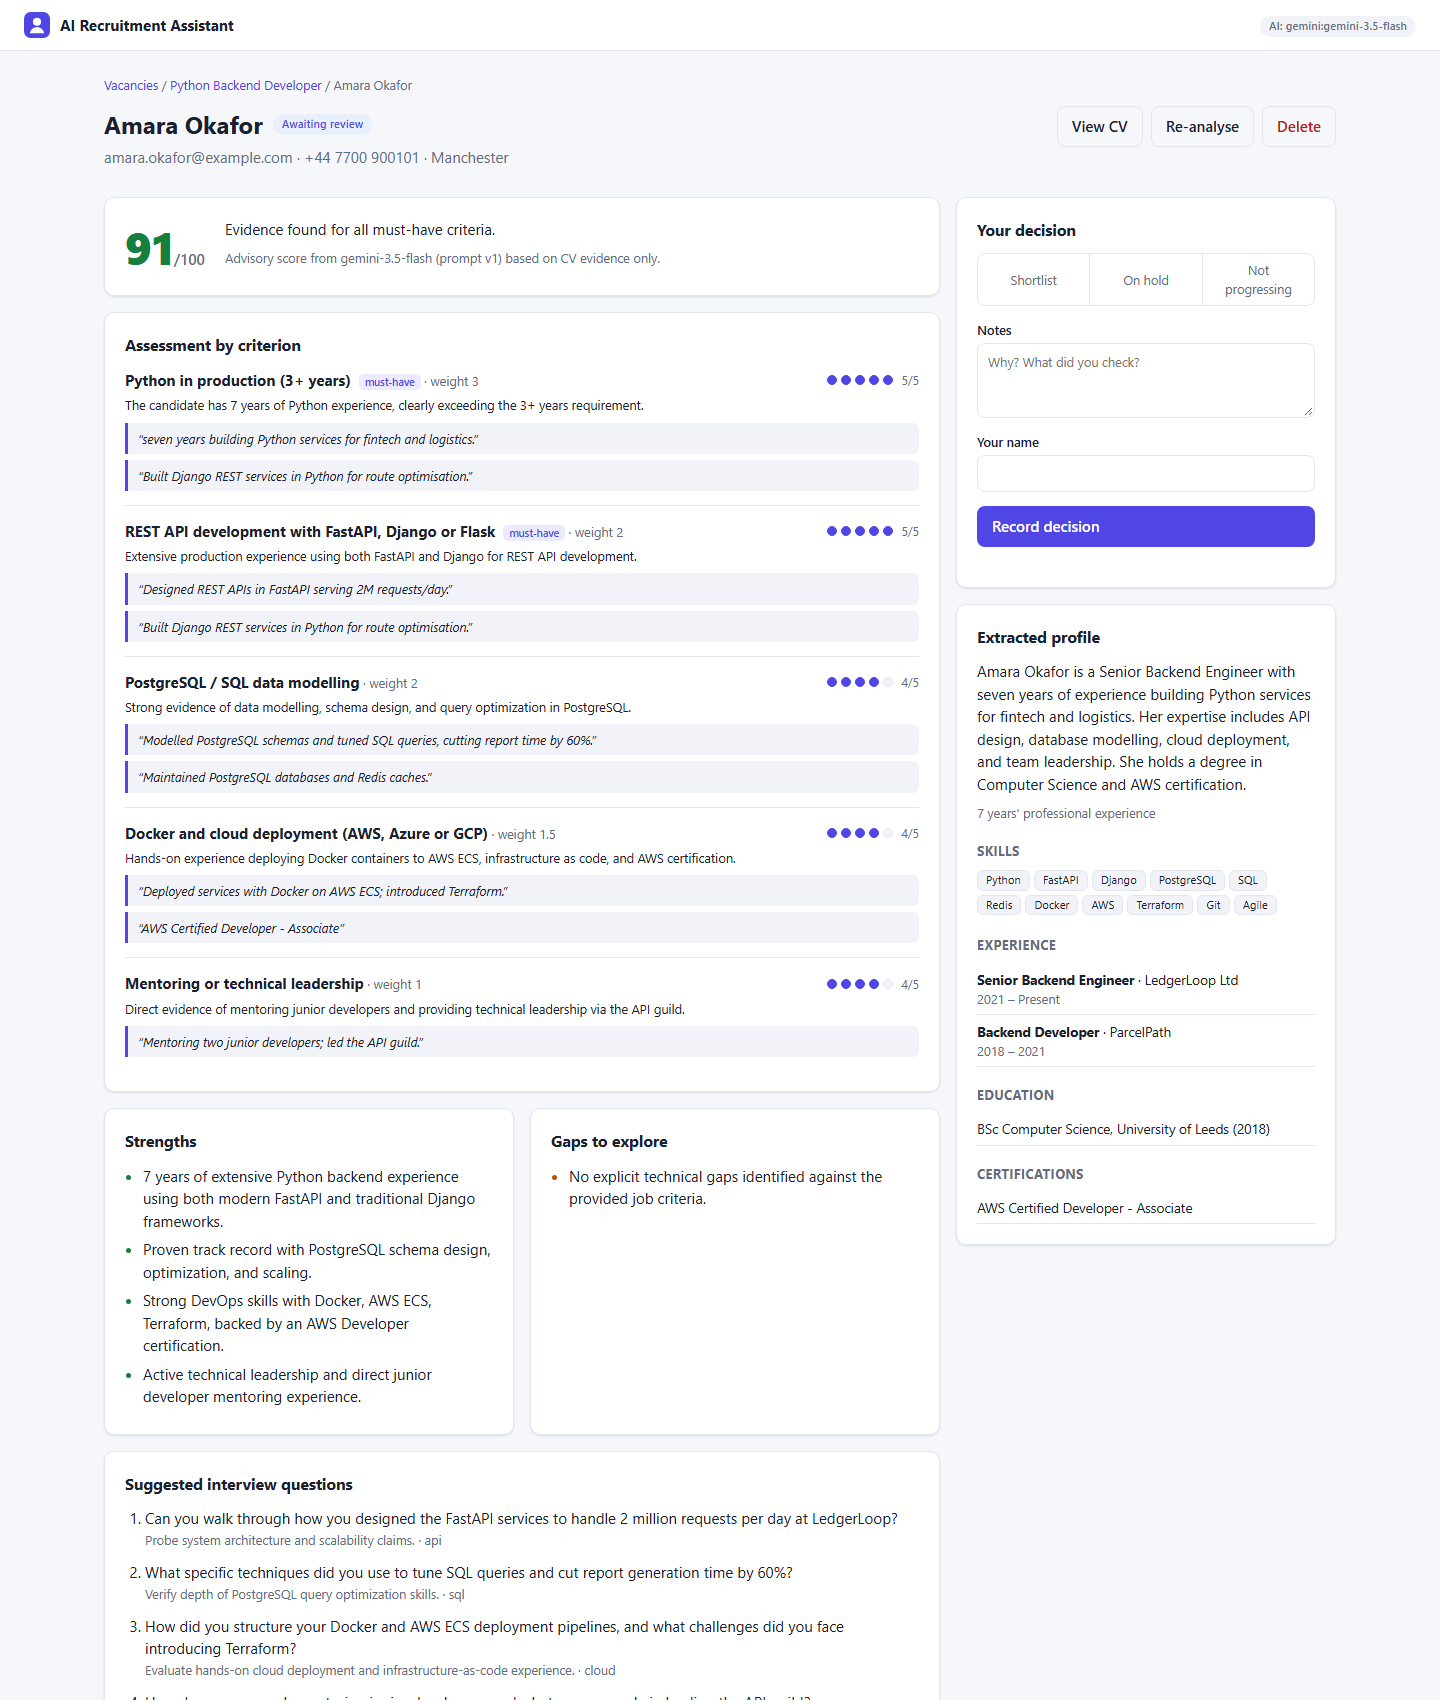 AI Recruitment Assistant
AI: gemini:gemini-3.5-flash
Vacancies / Python Backend Developer / Amara Okafor
Amara Okafor Awaiting review
View CV Re-analyse Delete
amara.okafor@example.com · +44 7700 900101 · Manchester
91/100
Evidence found for all must-have criteria.
Advisory score from gemini-3.5-flash (prompt v1) based on CV evidence only.
Assessment by criterion
Python in production (3+ years) must-have · weight 3 5/5
The candidate has 7 years of Python experience, clearly exceeding the 3+ years requirement.
“seven years building Python services for fintech and logistics.”
“Built Django REST services in Python for route optimisation.”
REST API development with FastAPI, Django or Flask must-have · weight 2 5/5
Extensive production experience using both FastAPI and Django for REST API development.
“Designed REST APIs in FastAPI serving 2M requests/day.”
“Built Django REST services in Python for route optimisation.”
PostgreSQL / SQL data modelling · weight 2 4/5
Strong evidence of data modelling, schema design, and query optimization in PostgreSQL.
“Modelled PostgreSQL schemas and tuned SQL queries, cutting report time by 60%.”
“Maintained PostgreSQL databases and Redis caches.”
Docker and cloud deployment (AWS, Azure or GCP) · weight 1.5 4/5
Hands-on experience deploying Docker containers to AWS ECS, infrastructure as code, and AWS certification.
“Deployed services with Docker on AWS ECS; introduced Terraform.”
“AWS Certified Developer - Associate”
Mentoring or technical leadership · weight 1 4/5
Direct evidence of mentoring junior developers and providing technical leadership via the API guild.
“Mentoring two junior developers; led the API guild.”
Strengths
7 years of extensive Python backend experience
using both modern FastAPI and traditional Django
frameworks.
Proven track record with PostgreSQL schema design,
optimization, and scaling.
Strong DevOps skills with Docker, AWS ECS,
Terraform, backed by an AWS Developer
certification.
Active technical leadership and direct junior
developer mentoring experience.
Gaps to explore
No explicit technical gaps identified against the
provided job criteria.
Suggested interview questions
1. Can you walk through how you designed the FastAPI services to handle 2 million requests per day at LedgerLoop?
Probe system architecture and scalability claims. · api
2. What specific techniques did you use to tune SQL queries and cut report generation time by 60%?
Verify depth of PostgreSQL query optimization skills. · sql
3. How did you structure your Docker and AWS ECS deployment pipelines, and what challenges did you face
introducing Terraform?
Evaluate hands-on cloud deployment and infrastructure-as-code experience. · cloud
Your decision
Shortlist
On hold
Not
progressing
Notes
Why? What did you check?
Your name
Record decision
Extracted profile
Amara Okafor is a Senior Backend Engineer with
seven years of experience building Python services
for fintech and logistics. Her expertise includes API
design, database modelling, cloud deployment,
and team leadership. She holds a degree in
Computer Science and AWS certification.
7 years' professional experience
SKILLS
Python FastAPI Django PostgreSQL SQL
Redis Docker AWS Terraform Git Agile
EXPERIENCE
Senior Backend Engineer · LedgerLoop Ltd
2021 – Present
Backend Developer · ParcelPath
2018 – 2021
EDUCATION
BSc Computer Science, University of Leeds (2018)
CERTIFICATIONS
AWS Certified Developer - Associate